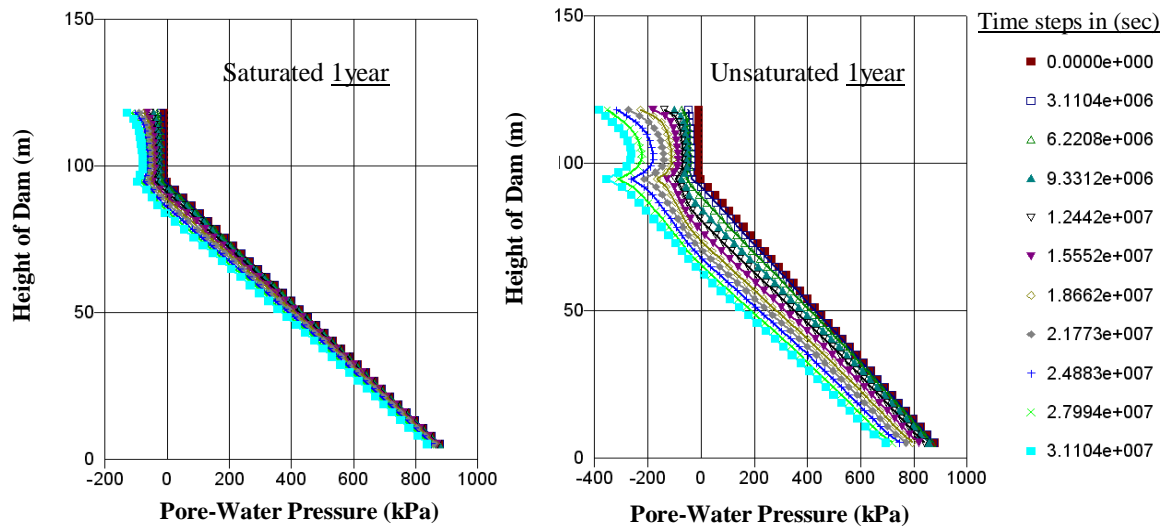 Saturated 1year
Height of Dam (m)
150
100
50
0
-200 0 200 400 600 800 1000
Pore-Water Pressure (kPa)
Unsaturated 1year
Height of Dam (m)
150
100
50
0
-400 -200 0 200 400 600 800 1000
Pore-Water Pressure (kPa)
Time steps in (sec)
0.0000e+000
3.1104e+006
6.2208e+006
9.3312e+006
1.2442e+007
1.5552e+007
1.8662e+007
2.1773e+007
2.4883e+007
2.7994e+007
3.1104e+007